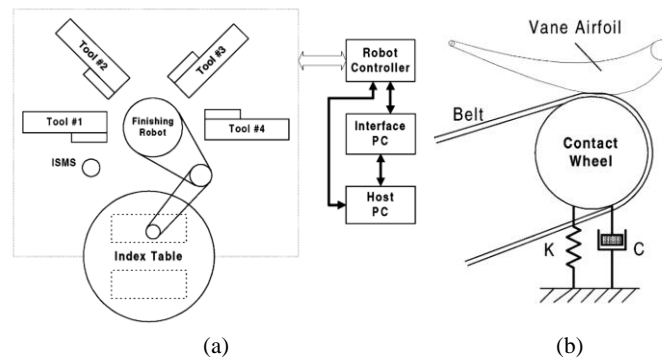 Tool #2
Tool #3
Tool #1
Finishing
Robot
Tool #4
ISMS
Index Table
Robot
Controller
Interface
PC
Host
PC
(a)
Vane Airfoil
Belt
Contact
Wheel
K
C
(b)